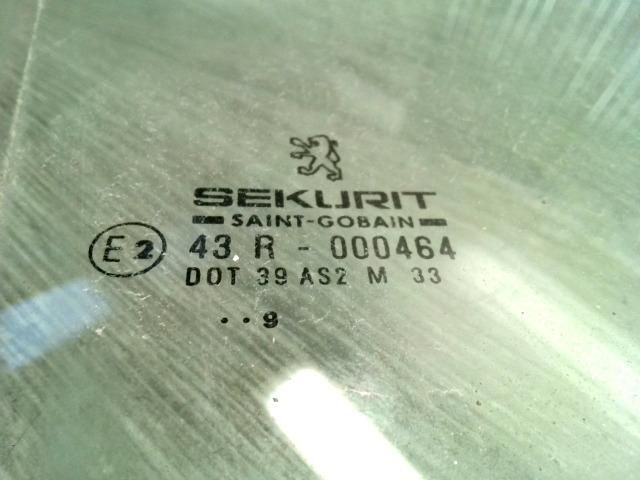 SEKURIT
SAINT-GOBAIN
E2 43 R - 000464
DOT 39 AS2 M 33
..9